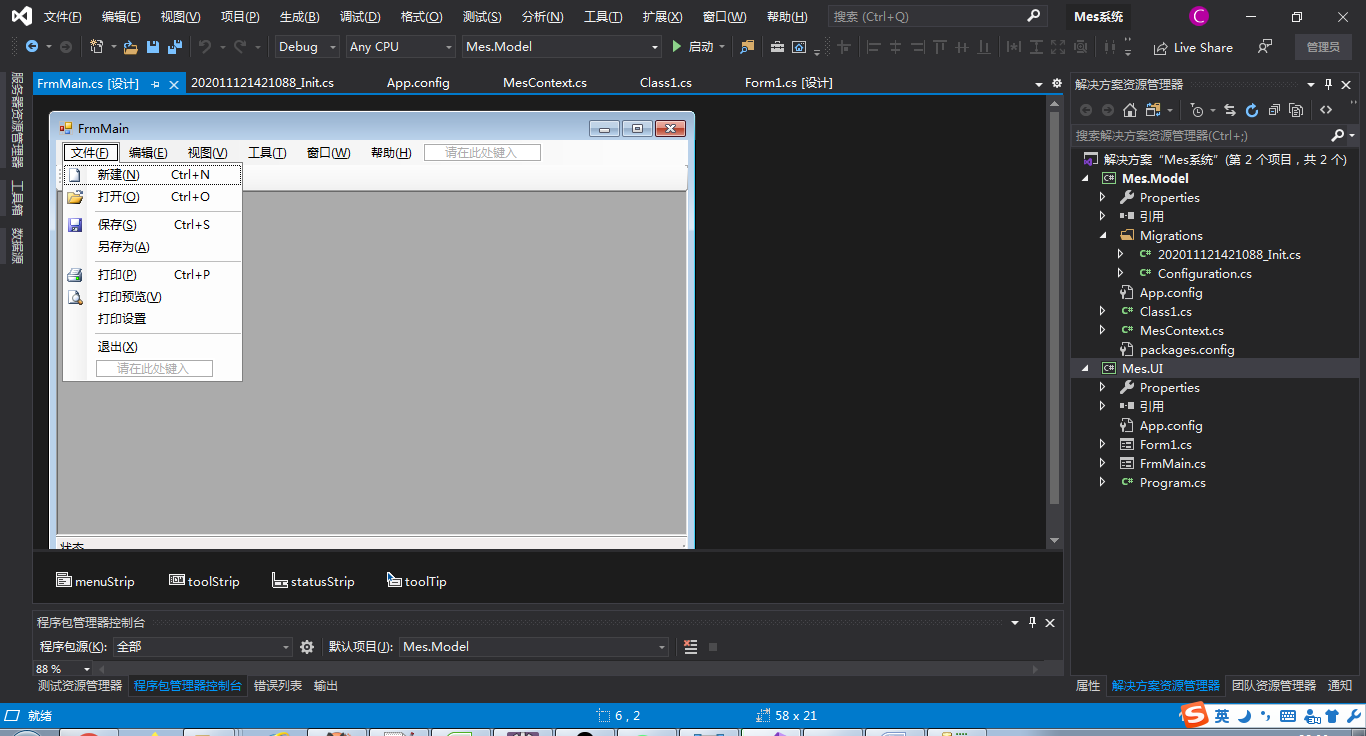 文件(F) 编辑(E) 视图(V) 项目(P) 生成(B) 调试(D) 格式(O) 测试(S) 分析(N) 工具(T) 扩展(X) 窗口(W) 帮助(H) 搜索 (Ctrl+Q) Mes系统 C
Debug Any CPU Mes.Model 启动 Live Share 管理员
服务器资源管理器
工具箱
数据源
FrmMain.cs [设计] 202011121421088_Init.cs App.config MesContext.cs Class1.cs Form1.cs [设计]
FrmMain
文件(F) 编辑(E) 视图(V) 工具(T) 窗口(W) 帮助(H) 请在此处键入
新建(N) Ctrl+N
打开(O) Ctrl+O
保存(S) Ctrl+S
另存为(A)
打印(P) Ctrl+P
打印预览(V)
打印设置
退出(X)
请在此处键入
状态
menuStrip toolStrip statusStrip toolTip
程序包管理器控制台
程序包源(K): 全部 默认项目(J): Mes.Model
88 %
测试资源管理器 程序包管理器控制台 错误列表 输出
解决方案资源管理器
搜索解决方案资源管理器(Ctrl+;)
解决方案“Mes系统”(第 2 个项目，共 2 个)
C# Mes.Model
Properties
引用
Migrations
C# 202011121421088_Init.cs
C# Configuration.cs
App.config
C# Class1.cs
C# MesContext.cs
packages.config
C# Mes.UI
Properties
引用
App.config
Form1.cs
FrmMain.cs
C# Program.cs
属性 解决方案资源管理器 团队资源管理器 通知
就绪 6 , 2 58 x 21
S 英